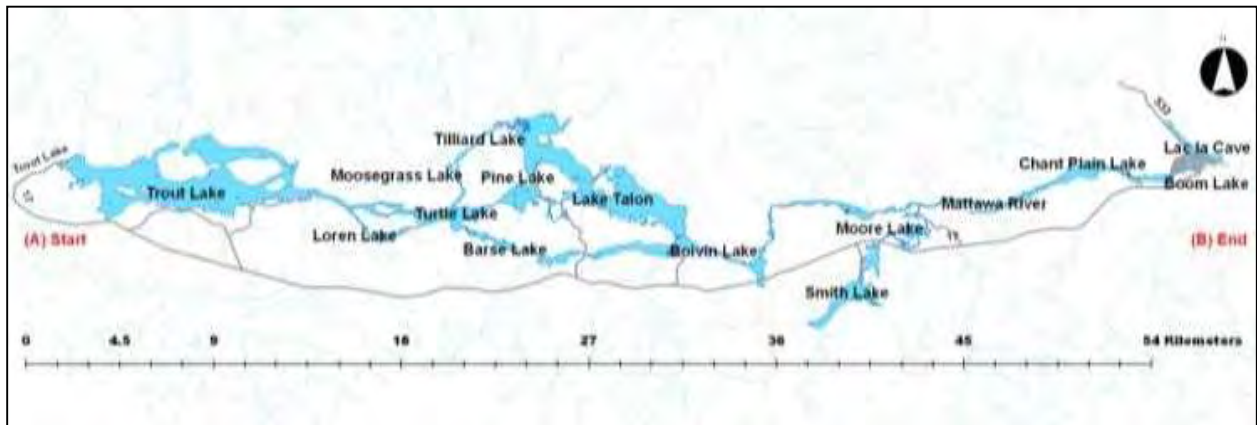 Tilliard Lake
533
Lac la Cave
Trout Lake
Chant Plain Lake
Moosegrass Lake
Pine Lake
Boom Lake
Trout Lake
17
Lake Talon
Mattawa River
Turtle Lake
Loren Lake
Moore Lake
(A) Start
Barse Lake
Boivin Lake
(B) End
Smith Lake
0 4.5 9 18 27 36 45 54 Kilometers